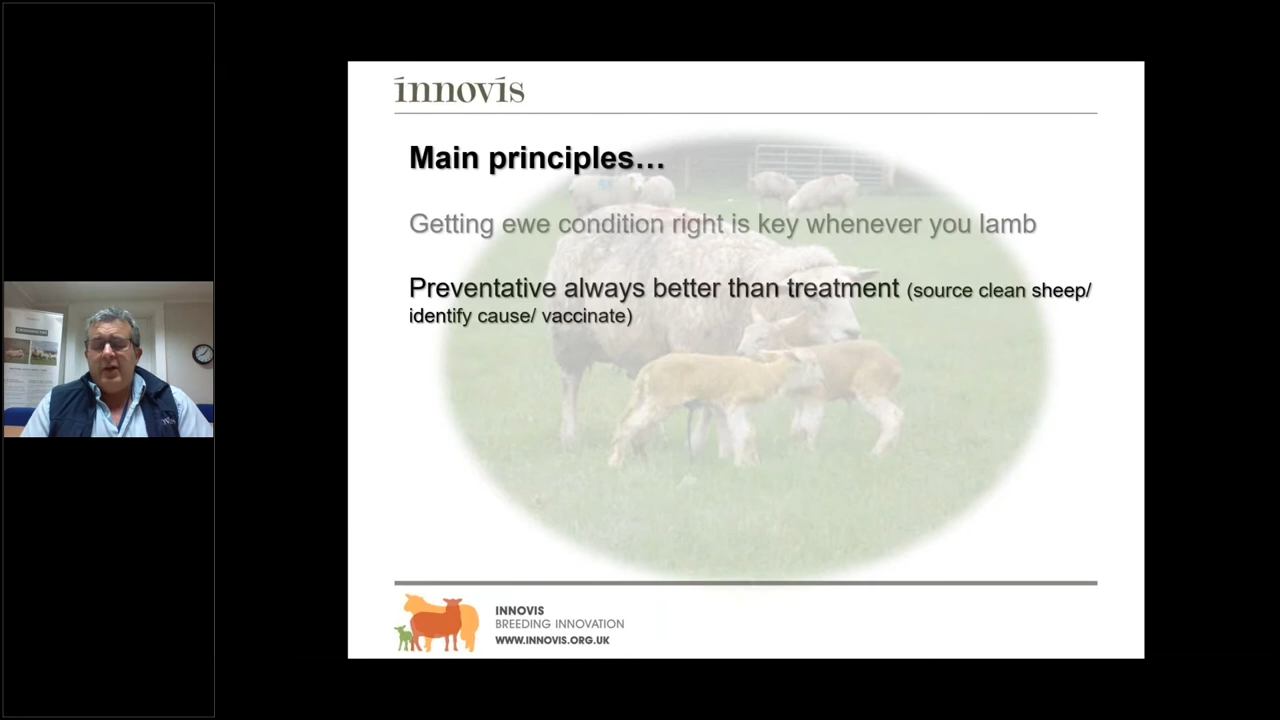 innovis
Main principles…
Getting ewe condition right is key whenever you lamb
Preventative always better than treatment (source clean sheep/
identify cause/ vaccinate)
INNOVIS
BREEDING INNOVATION
WWW.INNOVIS.ORG.UK